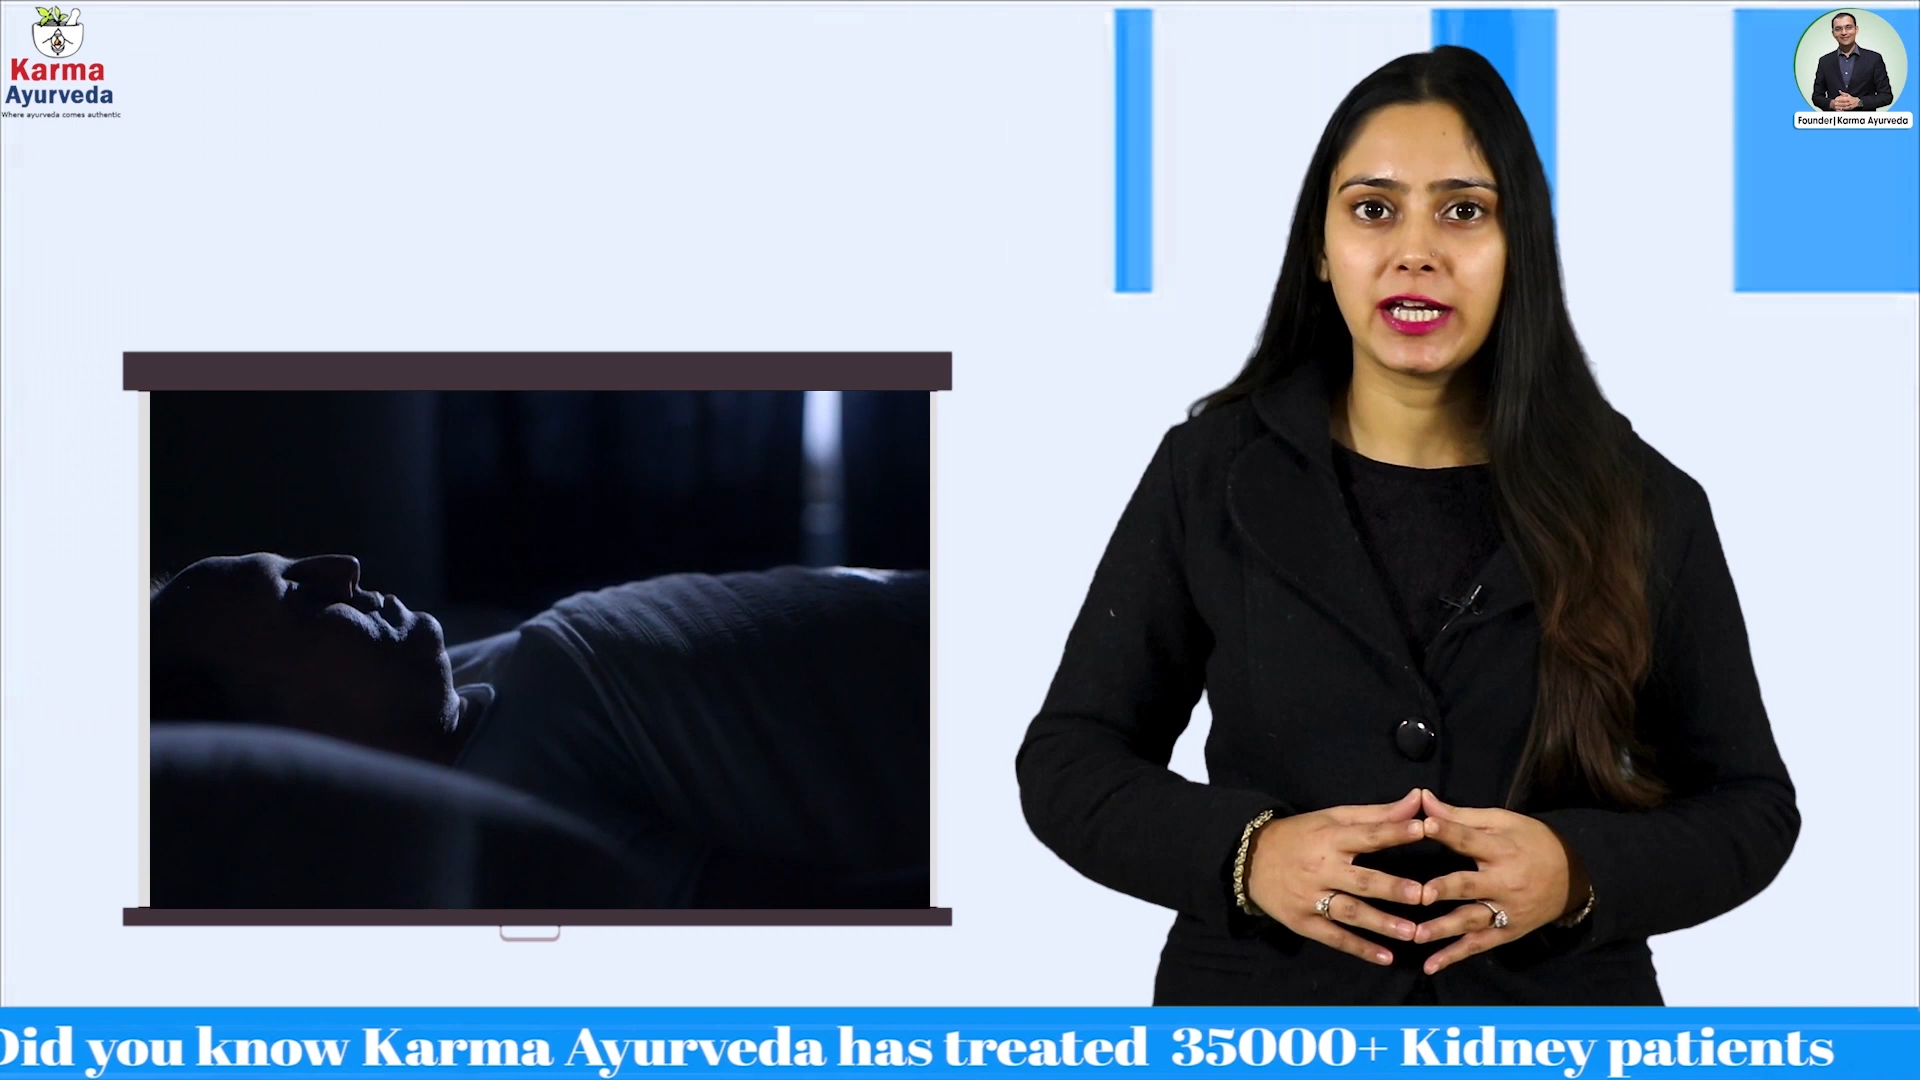 Karma
Ayurveda
Where ayurveda comes authentic
Founder|Karma Ayurveda
Did you know Karma Ayurveda has treated 35000+ Kidney patients